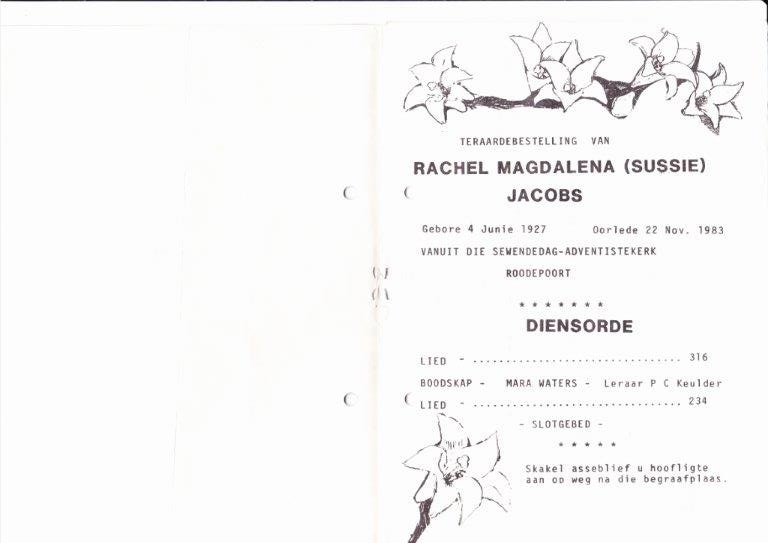 TERAARDEBESTELLING VAN
RACHEL MAGDALENA (SUSSIE)
JACOBS
Gebore 4 Junie 1927 Oorlede 22 Nov. 1983
VANUIT DIE SEWENDEDAG-ADVENTISTEKERK
ROODEPOORT
* * * * * * *
DIENSORDE
LIED - ............................... 316
BOODSKAP - MARA WATERS - Leraar P C Keulder
LIED - ............................... 234
- SLOTGEBED -
* * * * *
Skakel asseblief u hoofligte
aan op weg na die begraafplaas.